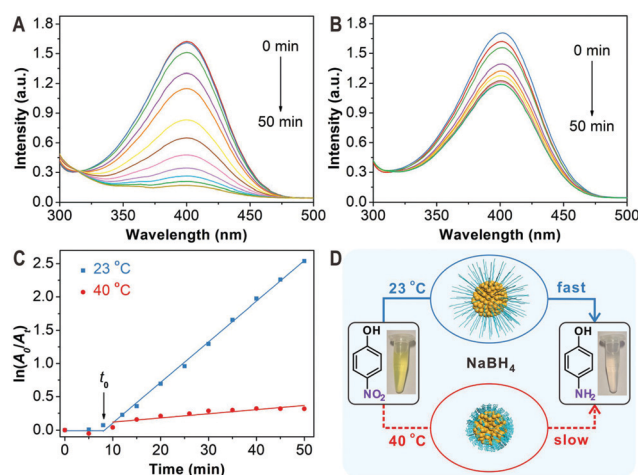 A
1.8
1.5
1.2
0.9
0.6
0.3
0.0
Intensity (a.u.)
0 min
50 min
300 350 400 450 500
Wavelength (nm)
B
1.8
1.5
1.2
0.9
0.6
0.3
0.0
Intensity (a.u.)
0 min
50 min
300 350 400 450 500
Wavelength (nm)
C
2.5
2.0
1.5
1.0
0.5
0.0
ln(A₀/Aₜ)
23 °C
40 °C
t₀
0 10 20 30 40 50
Time (min)
D
23 °C
fast
OH
NO₂
NaBH₄
OH
NH₂
40 °C
slow